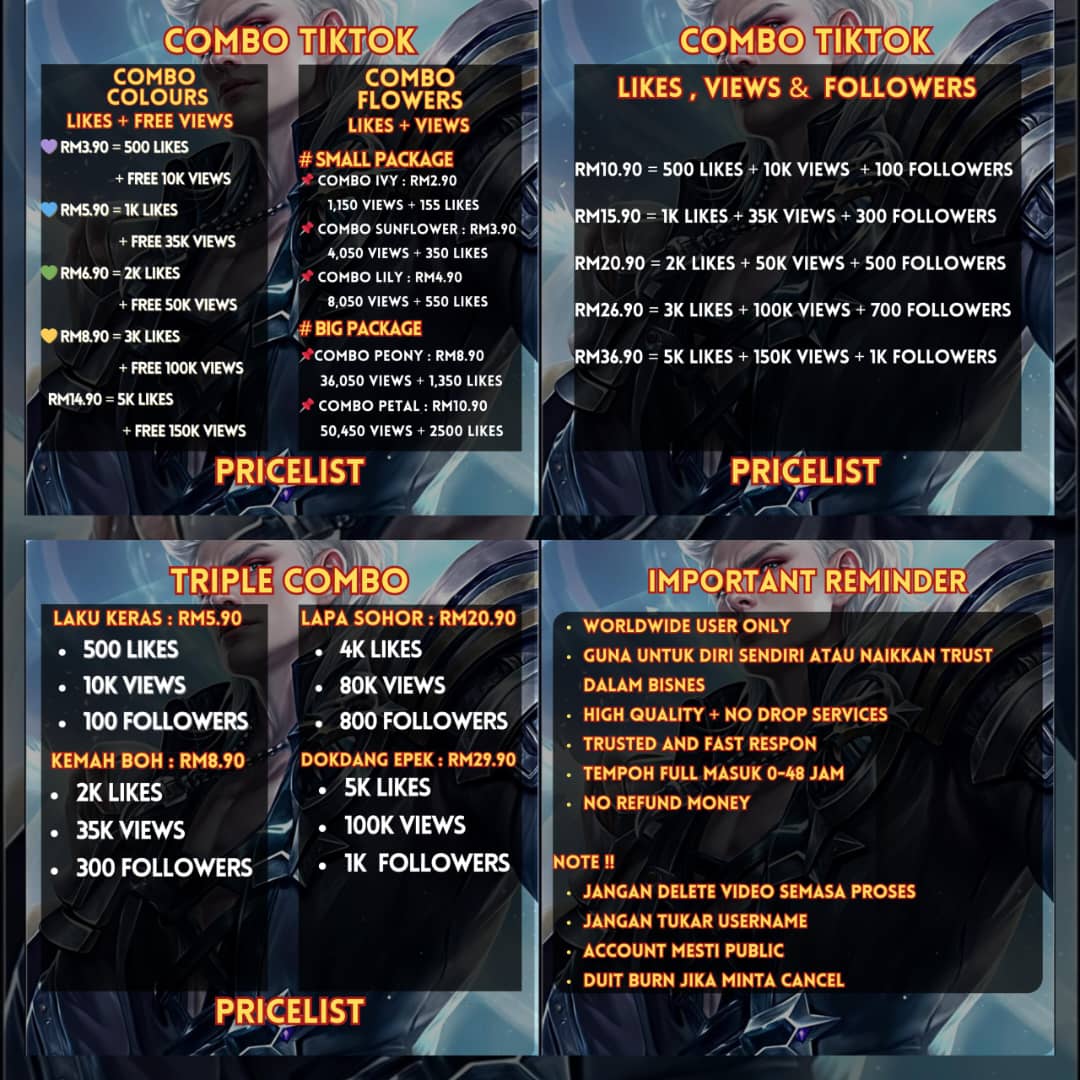 COMBO TIKTOK
COMBO
COLOURS
LIKES + FREE VIEWS
RM3.90 = 500 LIKES
+ FREE 10K VIEWS
RM5.90 = 1K LIKES
+ FREE 35K VIEWS
RM6.90 = 2K LIKES
+ FREE 50K VIEWS
RM8.90 = 3K LIKES
+ FREE 100K VIEWS
RM14.90 = 5K LIKES
+ FREE 150K VIEWS
COMBO
FLOWERS
LIKES + VIEWS
# SMALL PACKAGE
COMBO IVY : RM2.90
1,150 VIEWS + 155 LIKES
COMBO SUNFLOWER : RM3.90
4,050 VIEWS + 350 LIKES
COMBO LILY : RM4.90
8,050 VIEWS + 550 LIKES
# BIG PACKAGE
COMBO PEONY : RM8.90
36,050 VIEWS + 1,350 LIKES
COMBO PETAL : RM10.90
50,450 VIEWS + 2500 LIKES
PRICELIST
COMBO TIKTOK
LIKES , VIEWS & FOLLOWERS
RM10.90 = 500 LIKES + 10K VIEWS + 100 FOLLOWERS
RM15.90 = 1K LIKES + 35K VIEWS + 300 FOLLOWERS
RM20.90 = 2K LIKES + 50K VIEWS + 500 FOLLOWERS
RM26.90 = 3K LIKES + 100K VIEWS + 700 FOLLOWERS
RM36.90 = 5K LIKES + 150K VIEWS + 1K FOLLOWERS
PRICELIST
TRIPLE COMBO
LAKU KERAS : RM5.90
• 500 LIKES
• 10K VIEWS
• 100 FOLLOWERS
KEMAH BOH : RM8.90
• 2K LIKES
• 35K VIEWS
• 300 FOLLOWERS
LAPA SOHOR : RM20.90
• 4K LIKES
• 80K VIEWS
• 800 FOLLOWERS
DOKDANG EPEK : RM29.90
• 5K LIKES
• 100K VIEWS
• 1K FOLLOWERS
PRICELIST
IMPORTANT REMINDER
• WORLDWIDE USER ONLY
• GUNA UNTUK DIRI SENDIRI ATAU NAIKKAN TRUST
DALAM BISNES
• HIGH QUALITY + NO DROP SERVICES
• TRUSTED AND FAST RESPON
• TEMPOH FULL MASUK 0-48 JAM
• NO REFUND MONEY
NOTE !!
• JANGAN DELETE VIDEO SEMASA PROSES
• JANGAN TUKAR USERNAME
• ACCOUNT MESTI PUBLIC
• DUIT BURN JIKA MINTA CANCEL